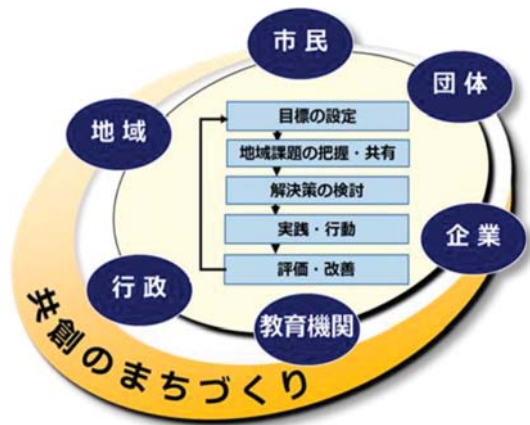 市民
団体
地域
目標の設定
地域課題の把握・共有
解決策の検討
実践・行動
評価・改善
企業
行政
教育機関
共創のまちづくり